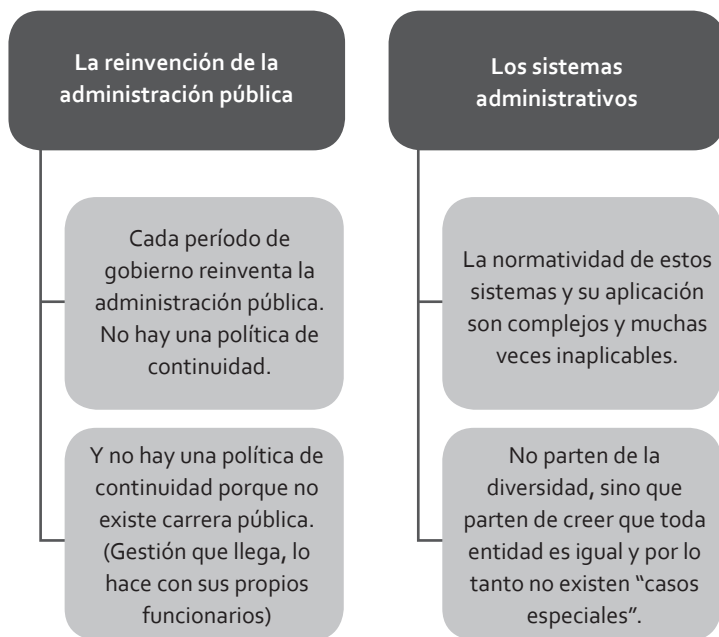 La reinvención de la
administración pública
Cada período de
gobierno reinventa la
administración pública.
No hay una política de
continuidad.
Y no hay una política de
continuidad porque no
existe carrera pública.
(Gestión que llega, lo
hace con sus propios
funcionarios)
Los sistemas
administrativos
La normatividad de estos
sistemas y su aplicación
son complejos y muchas
veces inaplicables.
No parten de la
diversidad, sino que
parten de creer que toda
entidad es igual y por lo
tanto no existen “casos
especiales”.